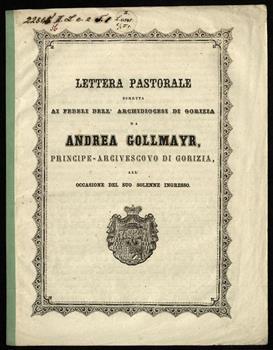 LETTERA PASTORALE
DIRETTA
AI FEDELI DELL' ARCHIDIOCESI DI GORIZIA
DA
ANDREA GOLLMAYR,
PRINCIPE-ARCIVESCOVO DI GORIZIA,
ALL'
OCCASIONE DEL SUO SOLENNE INGRESSO.